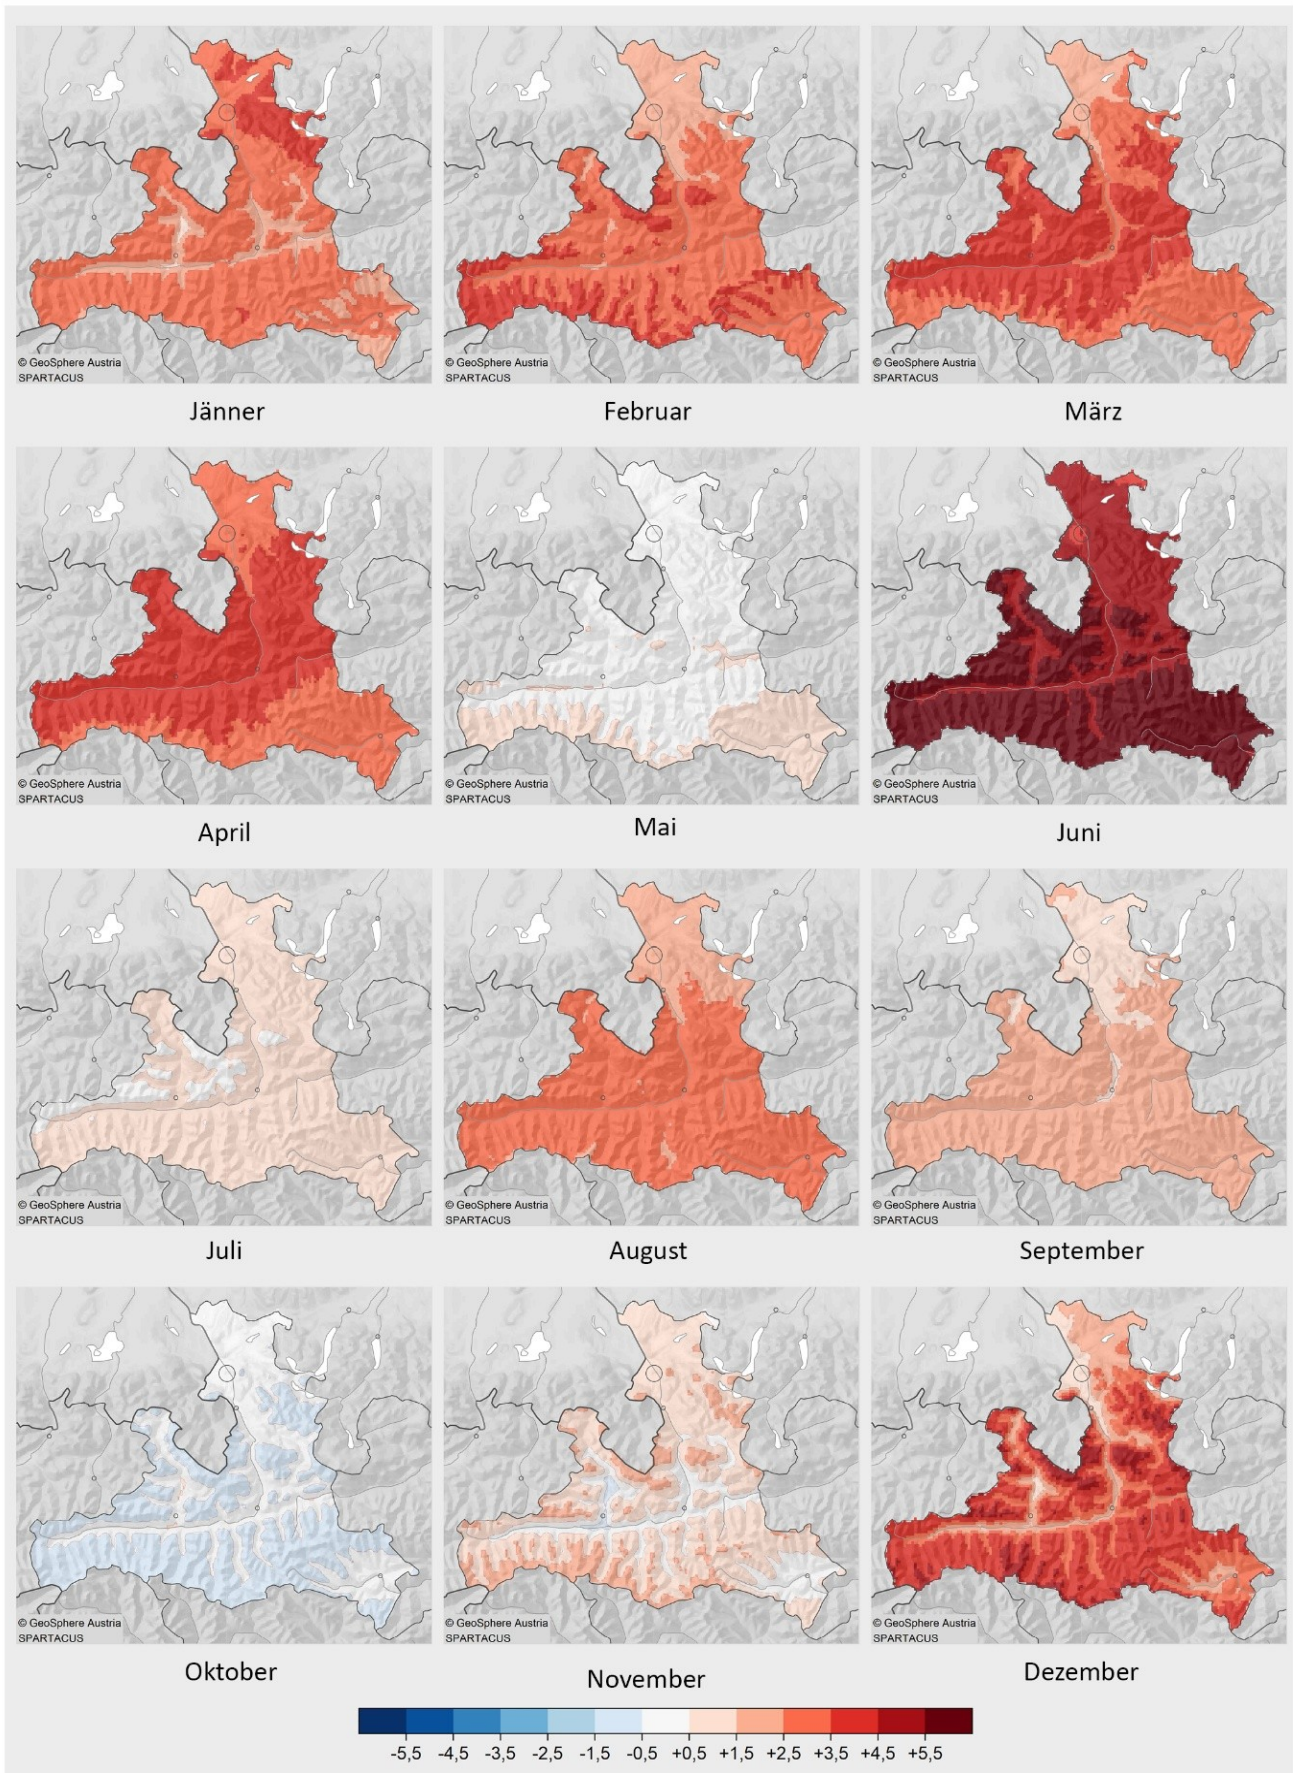 © GeoSphere Austria
SPARTACUS
© GeoSphere Austria
SPARTACUS
© GeoSphere Austria
SPARTACUS
Jänner
Februar
März
© GeoSphere Austria
SPARTACUS
© GeoSphere Austria
SPARTACUS
© GeoSphere Austria
SPARTACUS
April
Mai
Juni
© GeoSphere Austria
SPARTACUS
© GeoSphere Austria
SPARTACUS
© GeoSphere Austria
SPARTACUS
Juli
August
September
© GeoSphere Austria
SPARTACUS
© GeoSphere Austria
SPARTACUS
© GeoSphere Austria
SPARTACUS
Oktober
November
Dezember
-5,5 -4,5 -3,5 -2,5 -1,5 -0,5 +0,5 +1,5 +2,5 +3,5 +4,5 +5,5